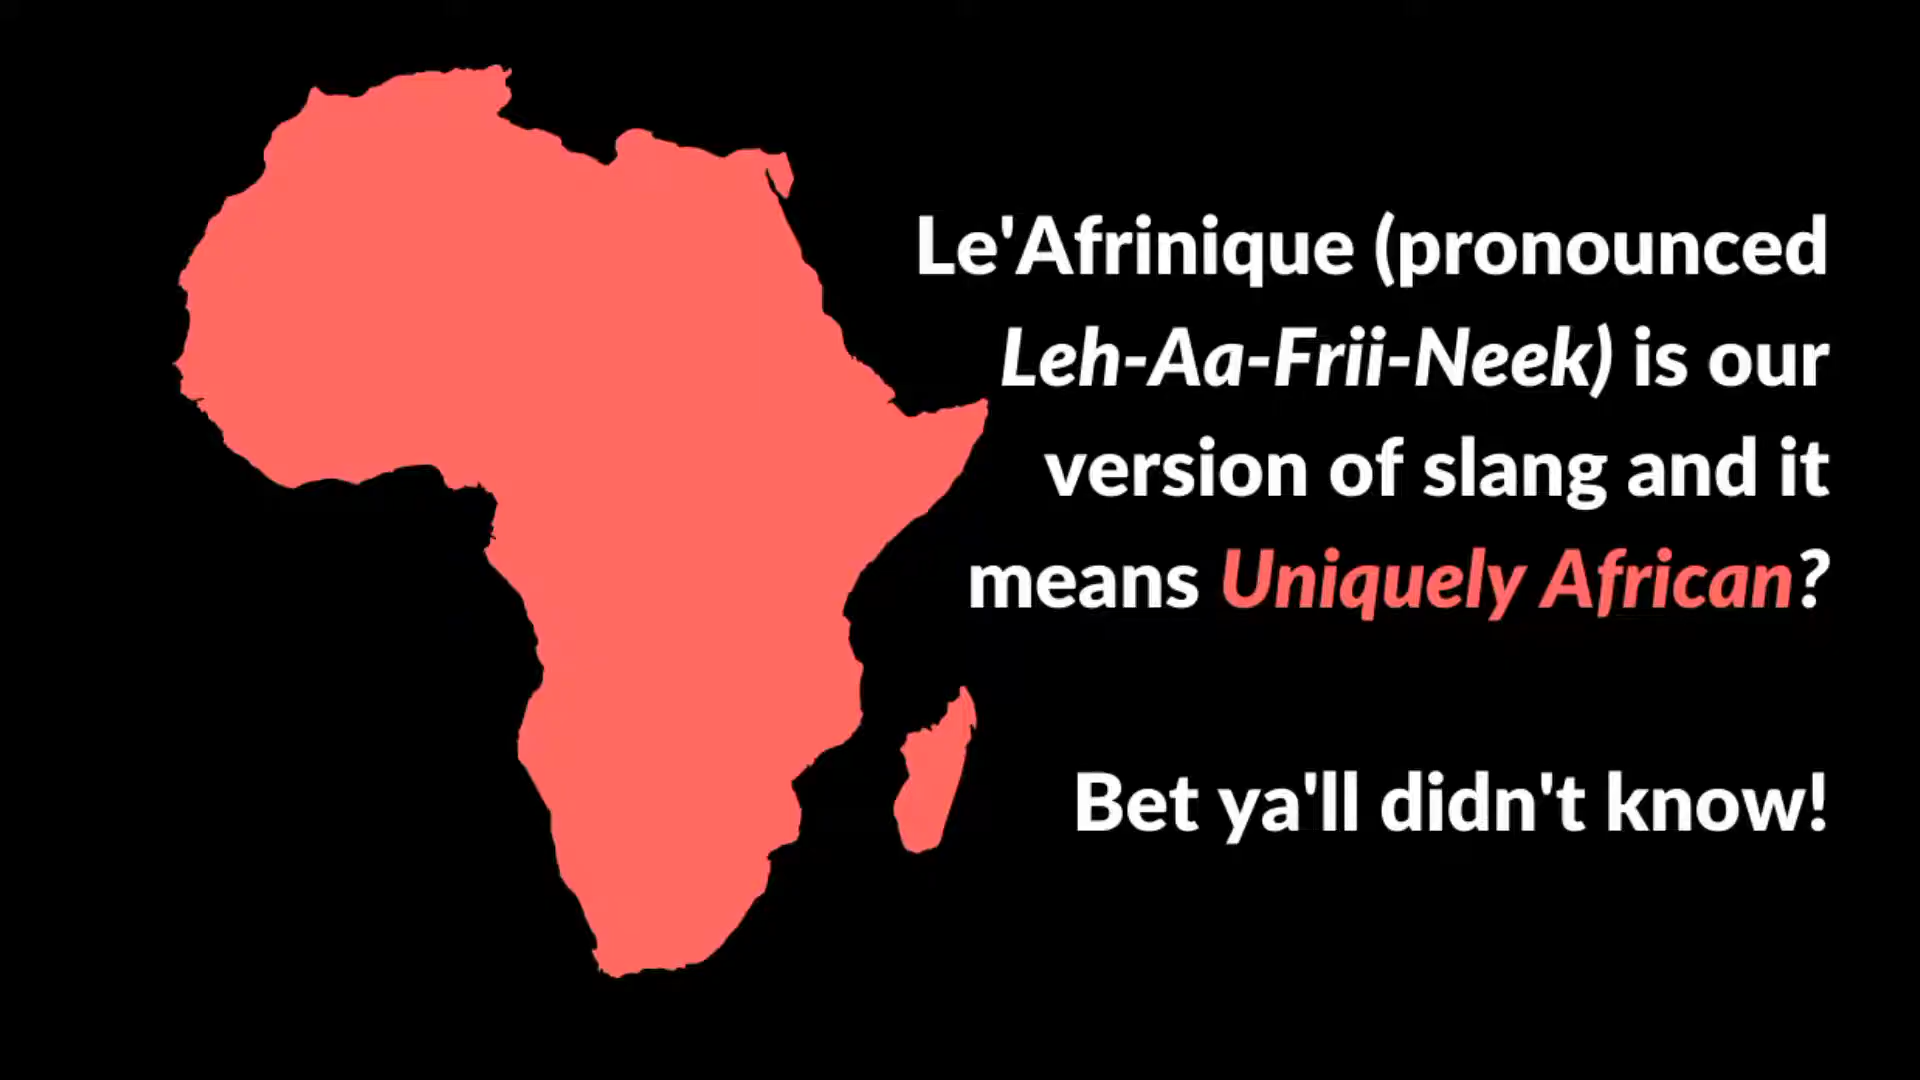 Le'Afrinique (pronounced
Leh-Aa-Frii-Neek) is our
version of slang and it
means Uniquely African?
Bet ya'll didn't know!